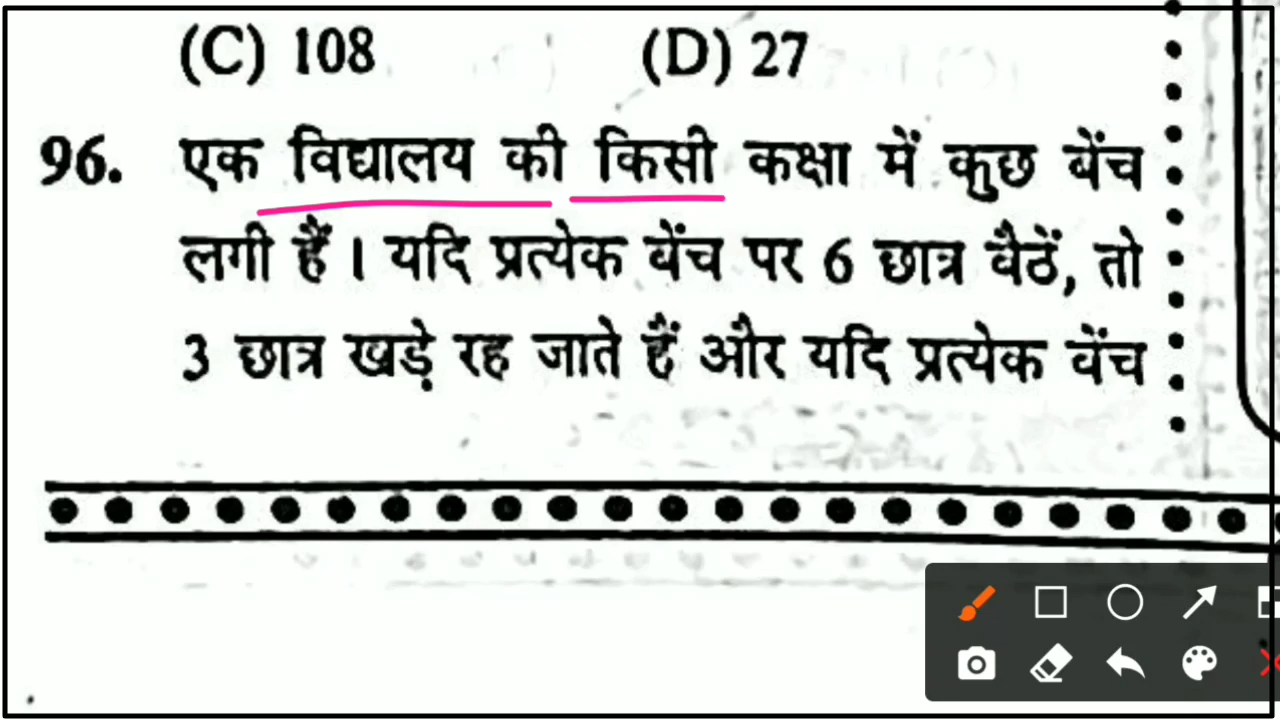 (C) 108 (D) 27
96. एक विद्यालय की किसी कक्षा में कुछ बेंच
लगी हैं । यदि प्रत्येक बेंच पर 6 छात्र बैठें, तो
3 छात्र खड़े रह जाते हैं और यदि प्रत्येक बेंच